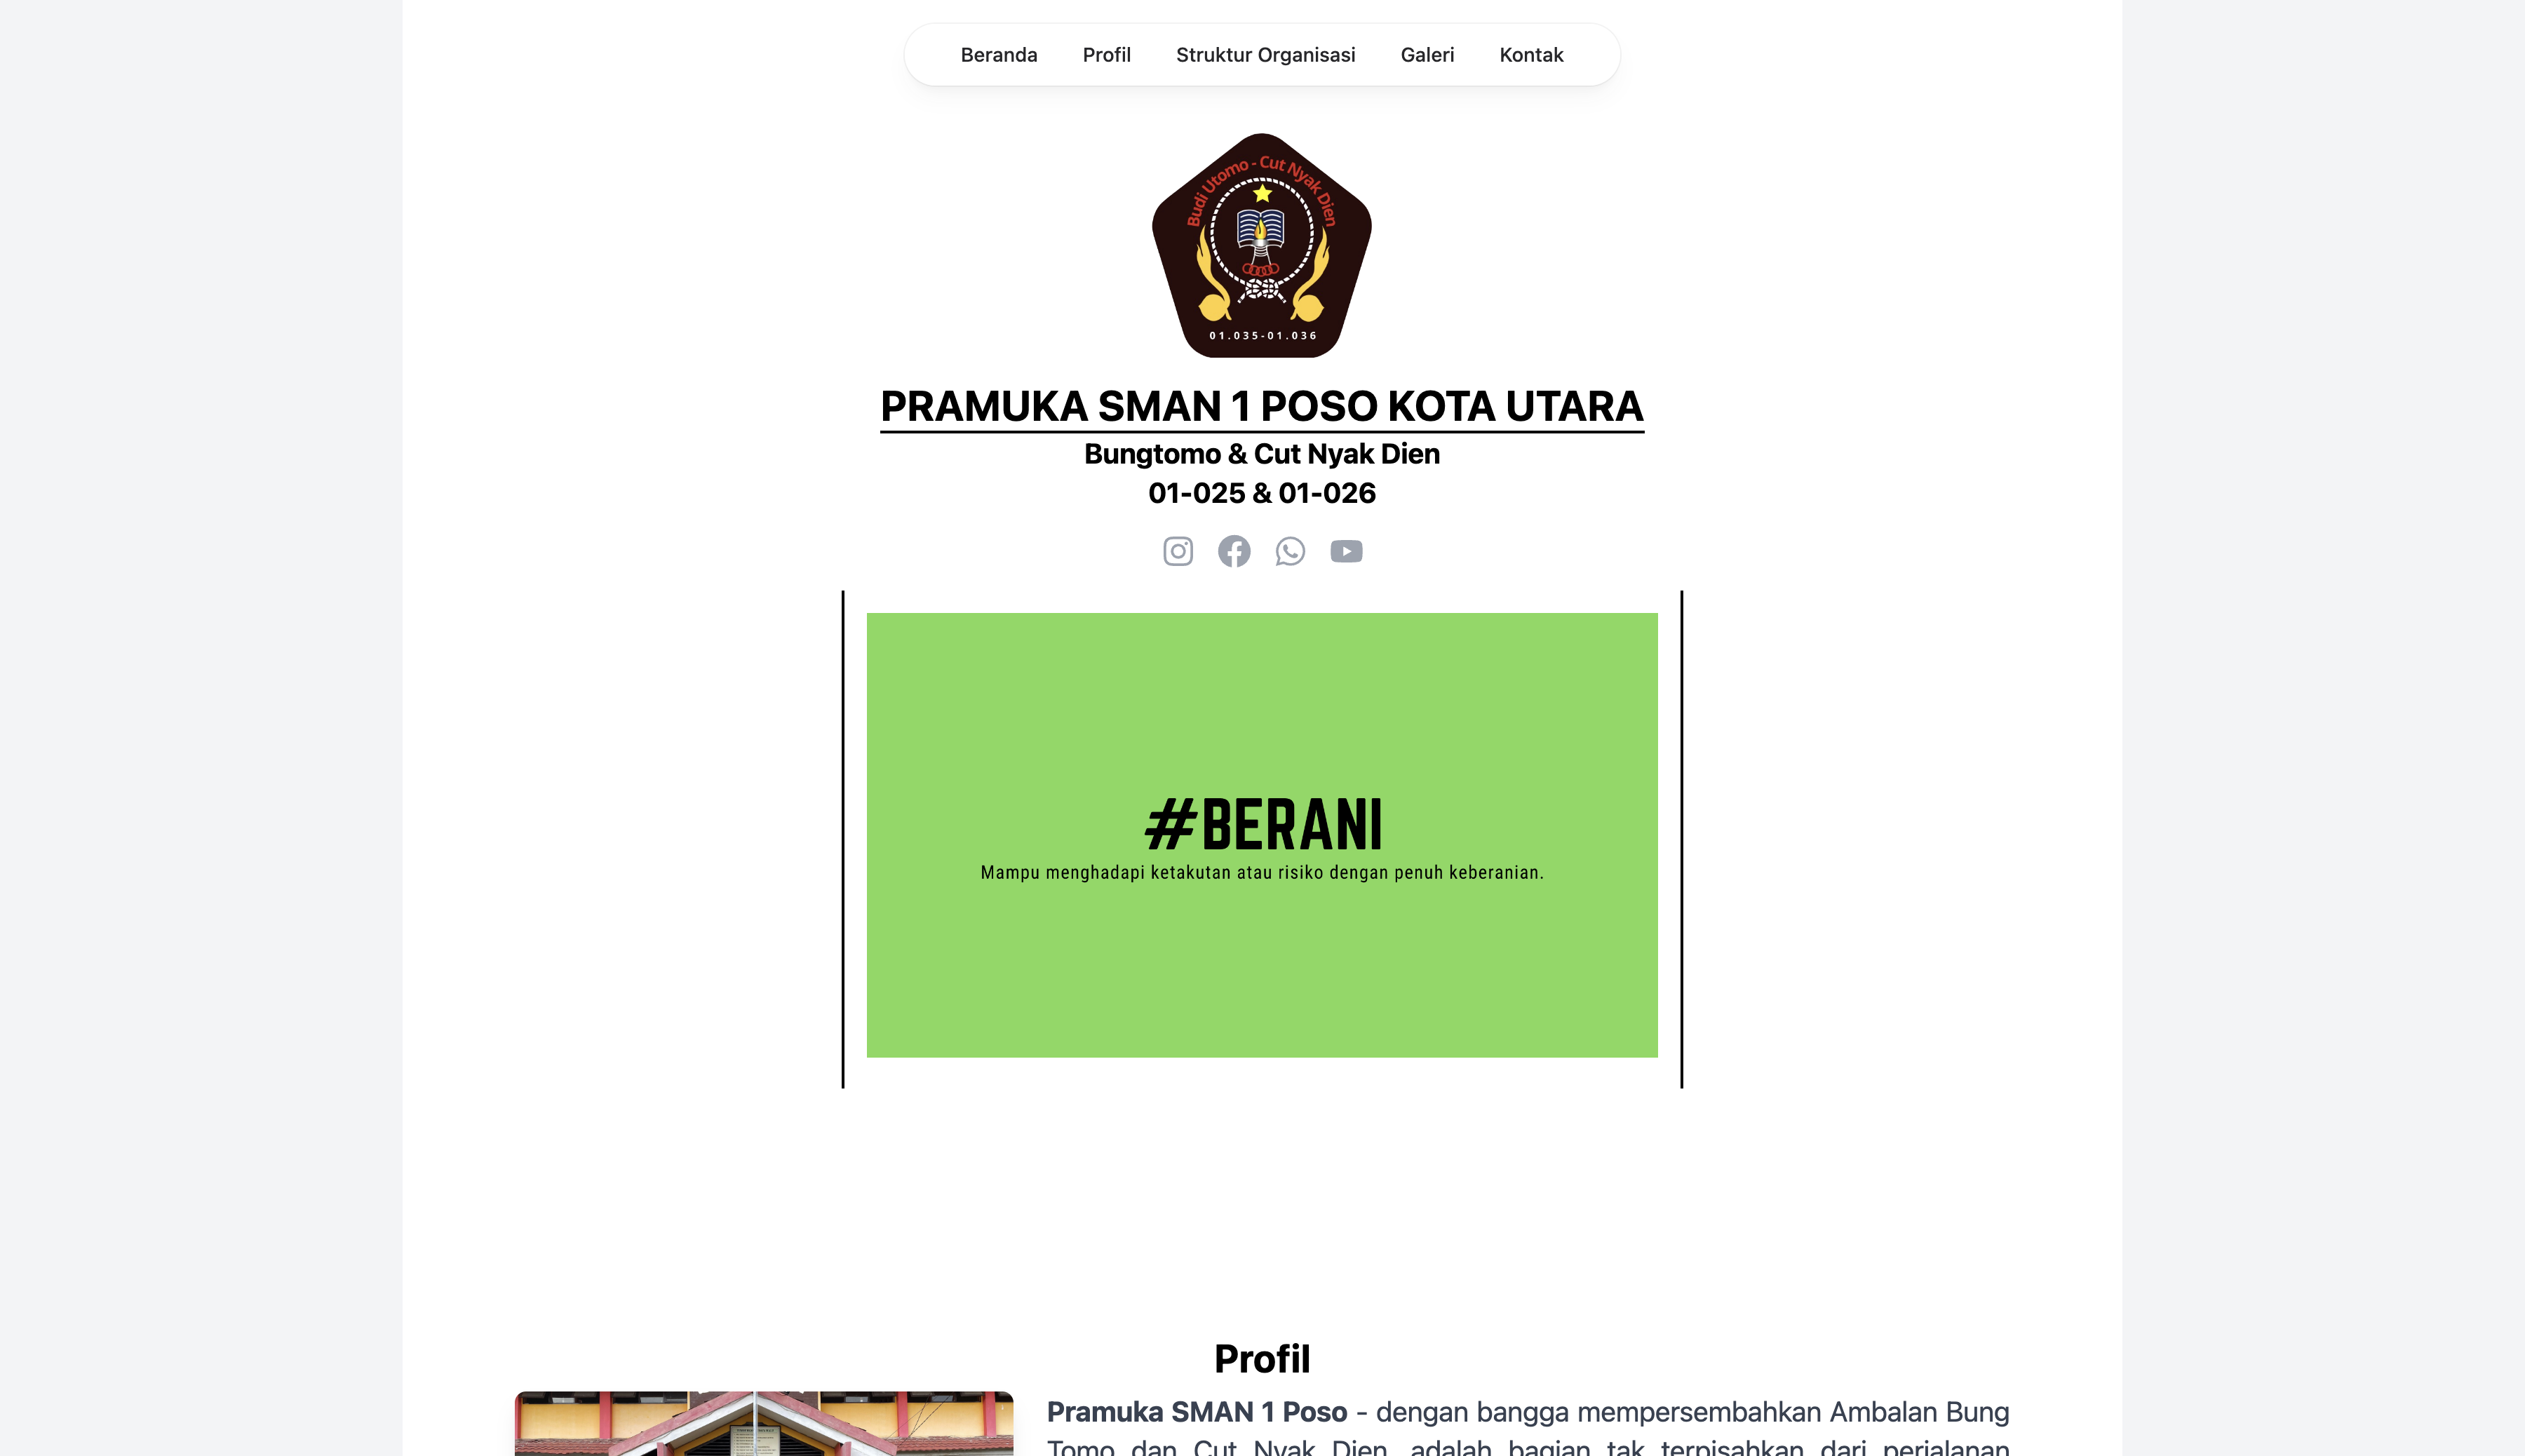 Beranda Profil Struktur Organisasi Galeri Kontak
Budi Utomo - Cut Nyak Dien
01.035-01.036
PRAMUKA SMAN 1 POSO KOTA UTARA
Bungtomo & Cut Nyak Dien
01-025 & 01-026
#BERANI
Mampu menghadapi ketakutan atau risiko dengan penuh keberanian.
Profil
Pramuka SMAN 1 Poso - dengan bangga mempersembahkan Ambalan Bung
Tomo dan Cut Nyak Dien, adalah bagian tak terpisahkan dari perjalanan